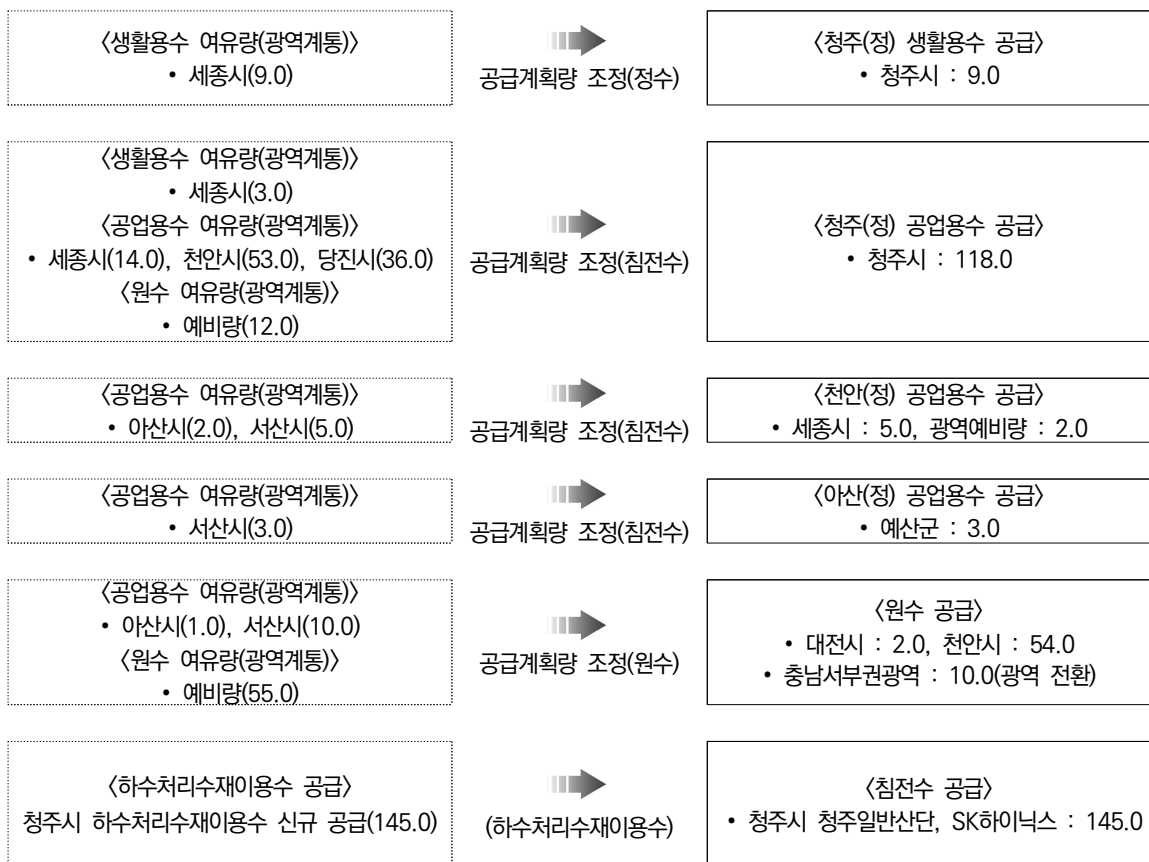 〈생활용수 여유량(광역계통)〉
• 세종시(9.0)
공급계획량 조정(정수)
〈청주(정) 생활용수 공급〉
• 청주시 : 9.0
〈생활용수 여유량(광역계통)〉
• 세종시(3.0)
〈공업용수 여유량(광역계통)〉
• 세종시(14.0), 천안시(53.0), 당진시(36.0)
〈원수 여유량(광역계통)〉
• 예비량(12.0)
공급계획량 조정(침전수)
〈청주(정) 공업용수 공급〉
• 청주시 : 118.0
〈공업용수 여유량(광역계통)〉
• 아산시(2.0), 서산시(5.0)
공급계획량 조정(침전수)
〈천안(정) 공업용수 공급〉
• 세종시 : 5.0, 광역예비량 : 2.0
〈공업용수 여유량(광역계통)〉
• 서산시(3.0)
공급계획량 조정(침전수)
〈아산(정) 공업용수 공급〉
• 예산군 : 3.0
〈공업용수 여유량(광역계통)〉
• 아산시(1.0), 서산시(10.0)
〈원수 여유량(광역계통)〉
• 예비량(55.0)
공급계획량 조정(원수)
〈원수 공급〉
• 대전시 : 2.0, 천안시 : 54.0
• 충남서부권광역 : 10.0(광역 전환)
〈하수처리수재이용수 공급〉
청주시 하수처리수재이용수 신규 공급(145.0)
(하수처리수재이용수)
〈침전수 공급〉
• 청주시 청주일반산단, SK하이닉스 : 145.0